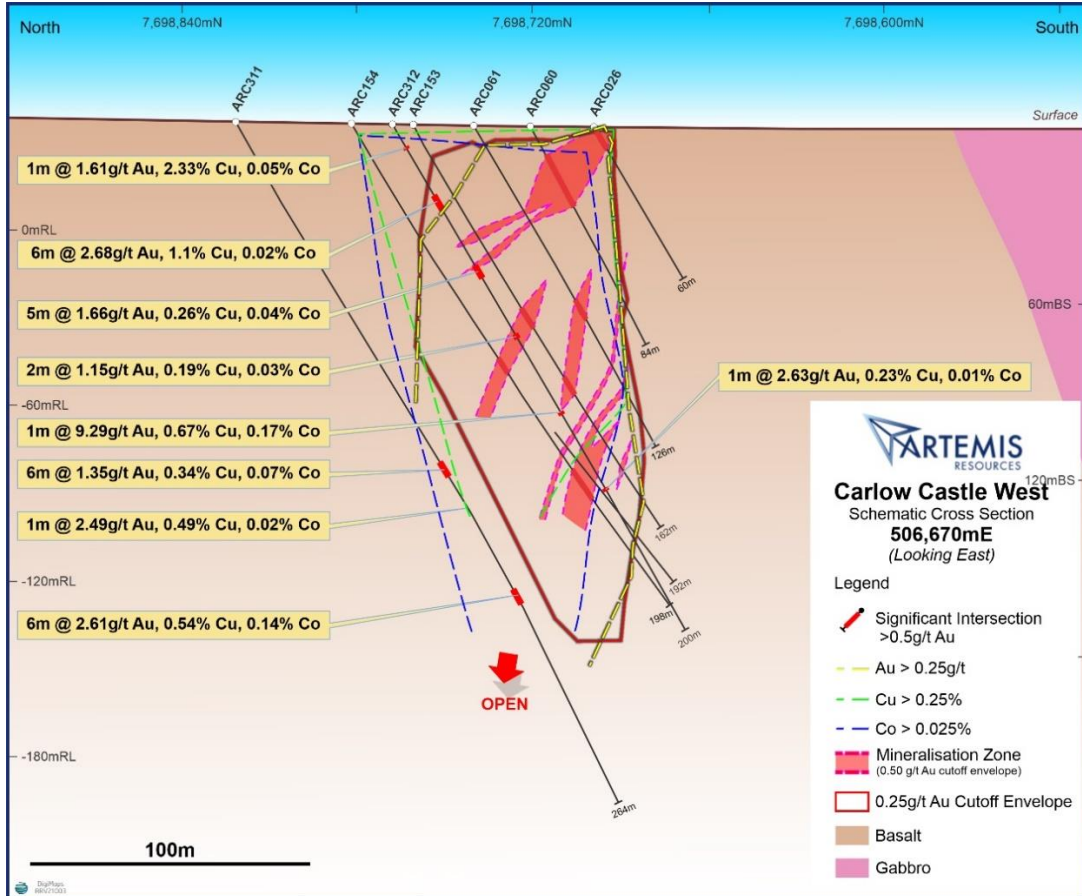 7,698,840mN
7,698,720mN
7,698,600mN
North
South
ARC311
ARC154
ARC312
ARC153
ARC061
ARC060
ARC026
Surface
1m @ 1.61g/t Au, 2.33% Cu, 0.05% Co
0mRL
6m @ 2.68g/t Au, 1.1% Cu, 0.02% Co
60m
5m @ 1.66g/t Au, 0.26% Cu, 0.04% Co
60mBS
84m
2m @ 1.15g/t Au, 0.19% Cu, 0.03% Co
1m @ 2.63g/t Au, 0.23% Cu, 0.01% Co
-60mRL
1m @ 9.29g/t Au, 0.67% Cu, 0.17% Co
126m
6m @ 1.35g/t Au, 0.34% Cu, 0.07% Co
120mBS
1m @ 2.49g/t Au, 0.49% Cu, 0.02% Co
162m
-120mRL
192m
198m
200m
6m @ 2.61g/t Au, 0.54% Cu, 0.14% Co
OPEN
-180mRL
264m
100m
ARTEMIS
RESOURCES
Carlow Castle West
Schematic Cross Section
506,670mE
(Looking East)
Legend
Significant Intersection
>0.5g/t Au
Au > 0.25g/t
Cu > 0.25%
Co > 0.025%
Mineralisation Zone
(0.50 g/t Au cutoff envelope)
0.25g/t Au Cutoff Envelope
Basalt
Gabbro
DigiMaps